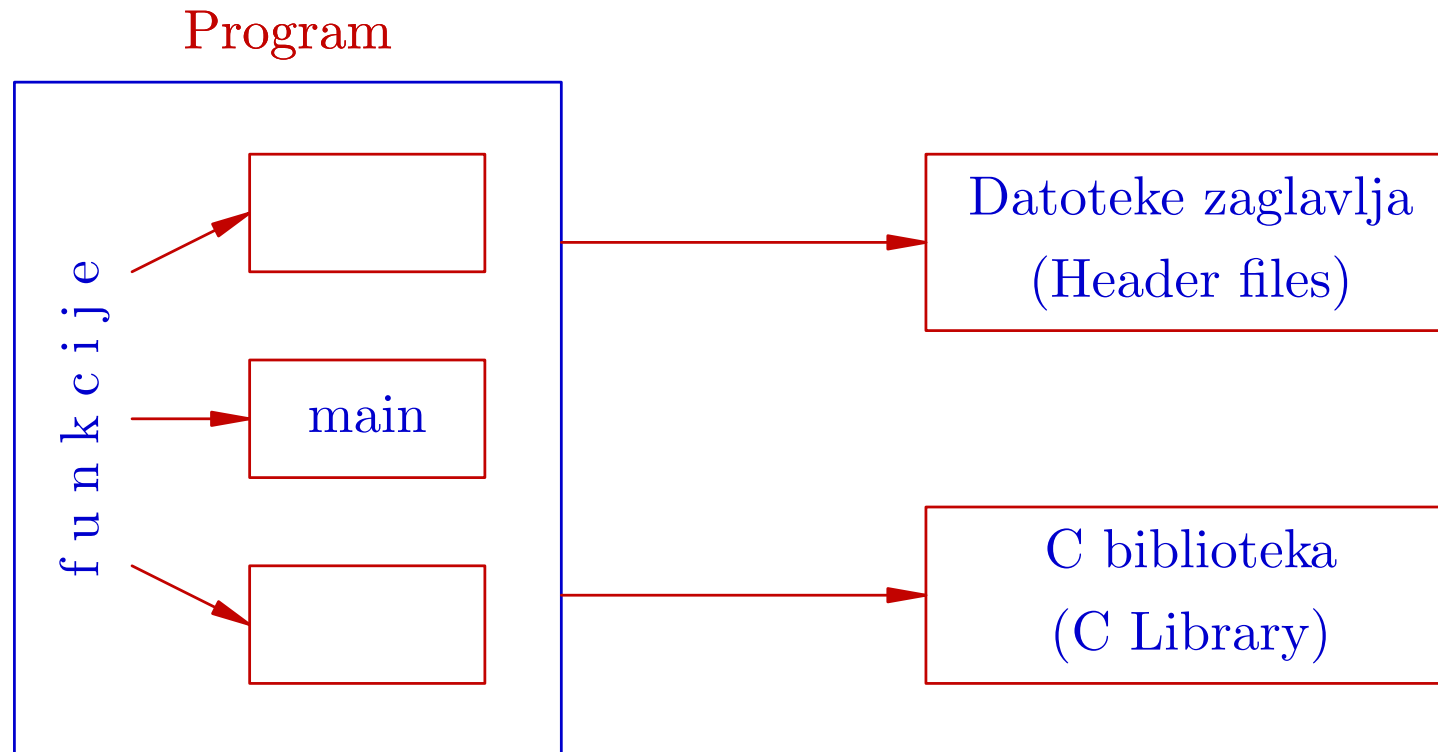 Program
funkcije
main
Datoteke zaglavlja
(Header files)
C biblioteka
(C Library)